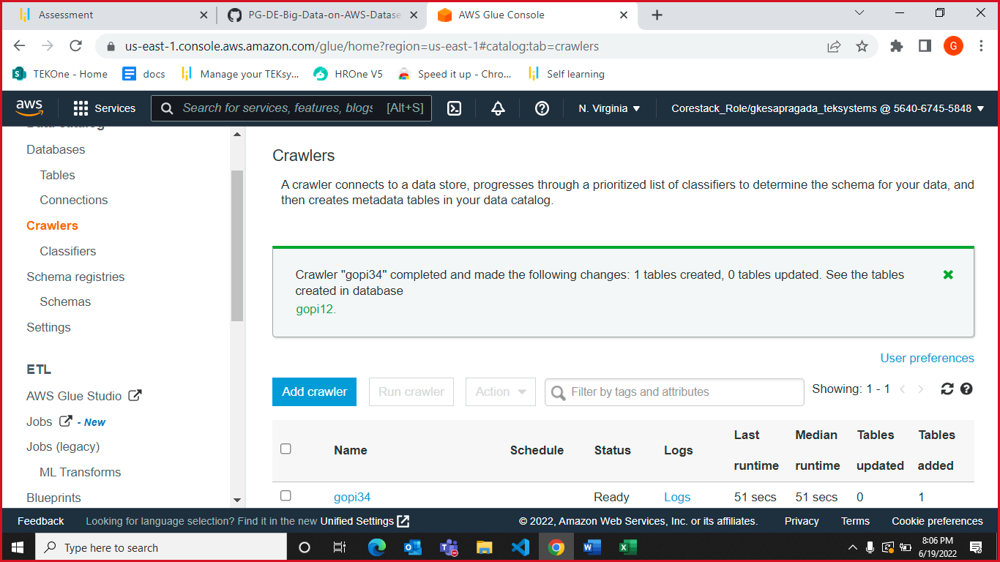 Assessment
PG-DE-Big-Data-on-AWS-Datase
AWS Glue Console
us-east-1.console.aws.amazon.com/glue/home?region=us-east-1#catalog:tab=crawlers
G
TEKOne - Home
docs
Manage your TEKsy...
HROne V5
Speed it up - Chro...
Self learning
aws
Services
Search for services, features, blogs
[Alt+S]
N. Virginia
Corestack_Role/gkesapragada_teksystems @ 5640-6745-5848
Data catalog
Databases
Tables
Connections
Crawlers
Classifiers
Schema registries
Schemas
Settings
ETL
AWS Glue Studio
Jobs - New
Jobs (legacy)
ML Transforms
Blueprints
Crawlers
A crawler connects to a data store, progresses through a prioritized list of classifiers to determine the schema for your data, and
then creates metadata tables in your data catalog.
Crawler "gopi34" completed and made the following changes: 1 tables created, 0 tables updated. See the tables
created in database
gopi12.
User preferences
Add crawler
Run crawler
Action
Filter by tags and attributes
Showing: 1 - 1
Name Schedule Status Logs Last runtime Median runtime Tables updated Tables added
gopi34 Ready Logs 51 secs 51 secs 0 1
Feedback
Looking for language selection? Find it in the new Unified Settings
© 2022, Amazon Web Services, Inc. or its affiliates.
Privacy
Terms
Cookie preferences
Type here to search
8:06 PM
6/19/2022